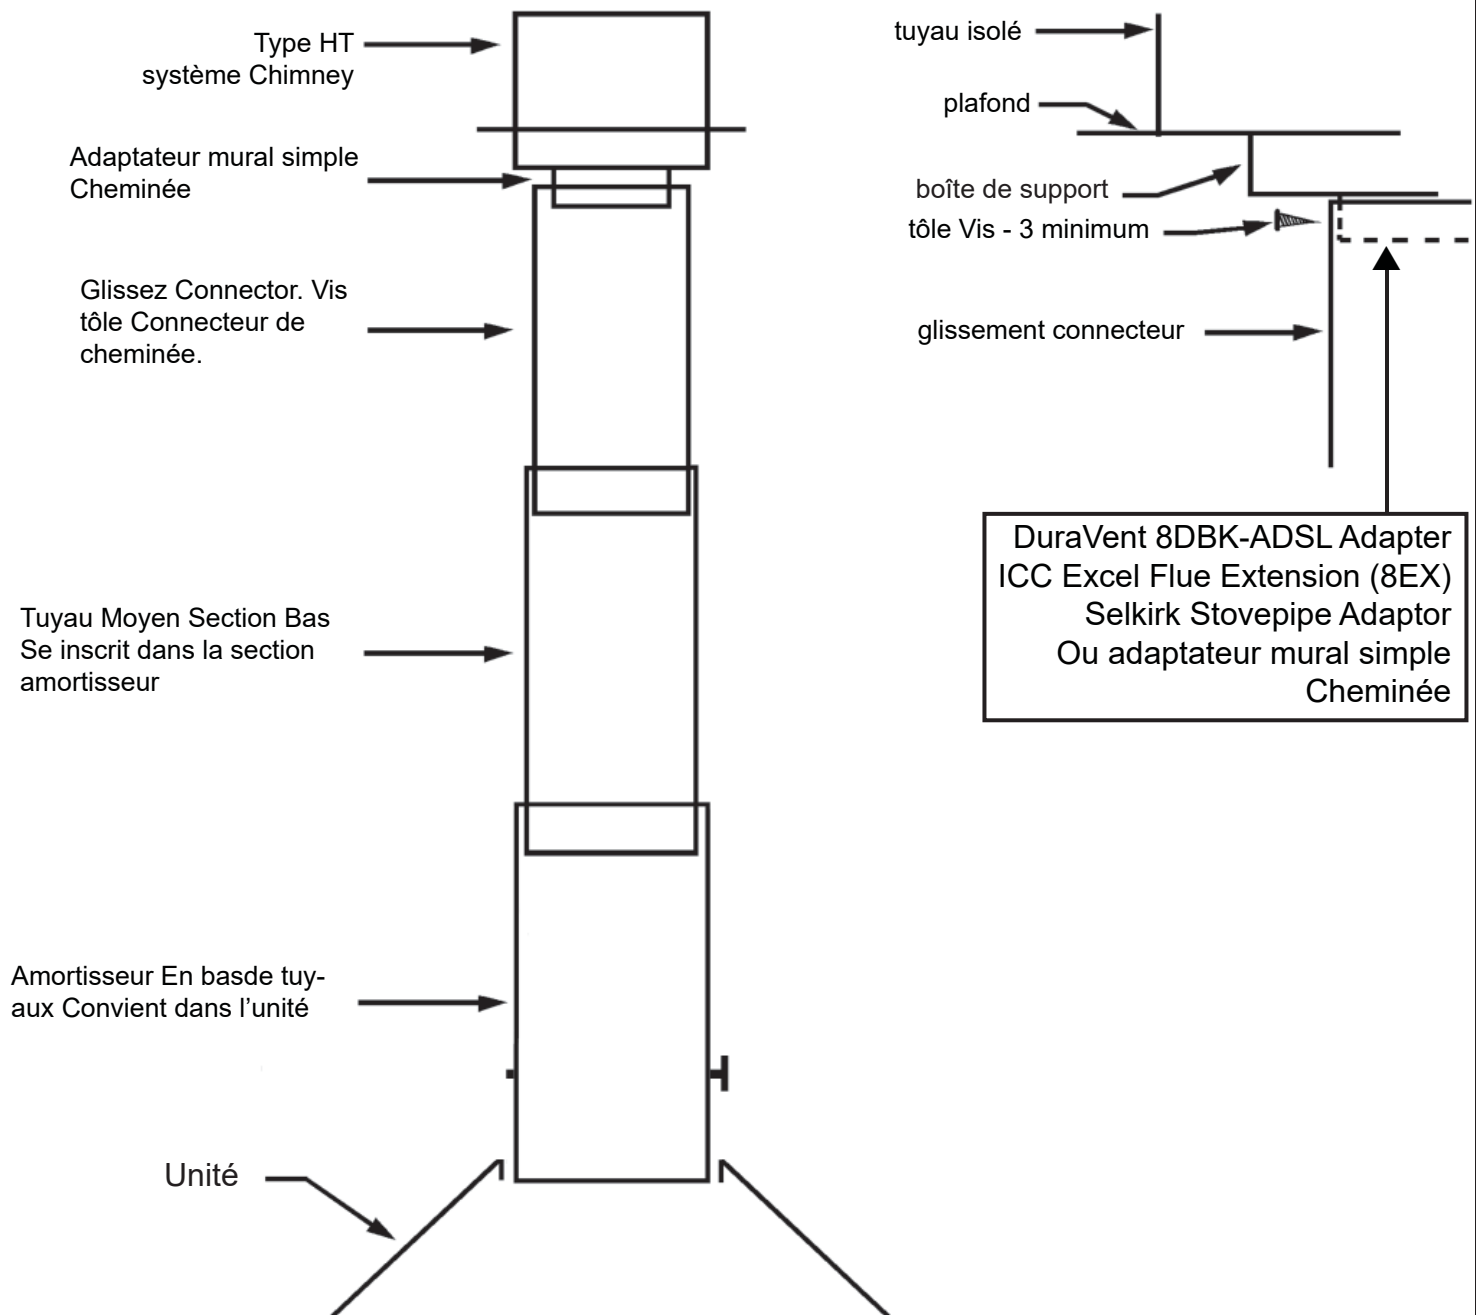 Type HT
système Chimney
Adaptateur mural simple
Cheminée
Glissez Connector. Vis
tôle Connecteur de
cheminée.
Tuyau Moyen Section Bas
Se inscrit dans la section
amortisseur
Amortisseur En basde tuy-
aux Convient dans l’unité
Unité
tuyau isolé
plafond
boîte de support
tôle Vis - 3 minimum
glissement connecteur
DuraVent 8DBK-ADSL Adapter
ICC Excel Flue Extension (8EX)
Selkirk Stovepipe Adaptor
Ou adaptateur mural simple
Cheminée